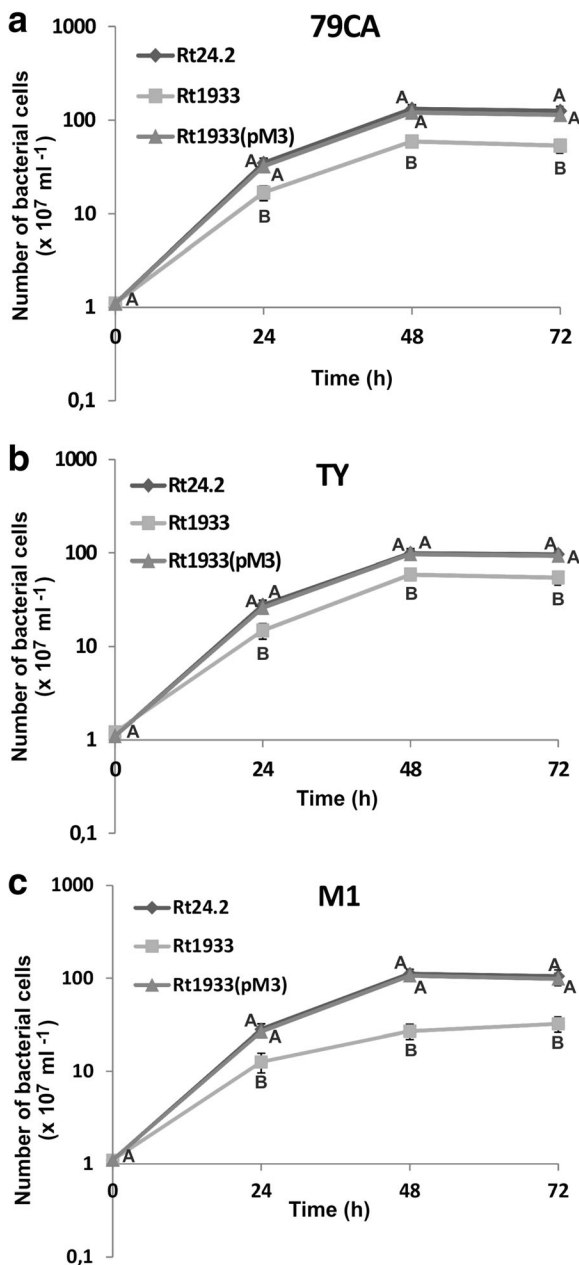 a
79CA
Number of bacterial cells
(x 10⁷ ml ⁻¹)
1000
100
10
1
0,1
Rt24.2
Rt1933
Rt1933(pM3)
A
A
A
B
A
A
B
A
A
B
0
24
48
72
Time (h)
b
TY
Number of bacterial cells
(x 10⁷ ml ⁻¹)
1000
100
10
1
0,1
Rt24.2
Rt1933
Rt1933(pM3)
A
A
A
B
A
A
B
A
A
B
0
24
48
72
Time (h)
c
M1
Number of bacterial cells
(x 10⁷ ml ⁻¹)
1000
100
10
1
0,1
Rt24.2
Rt1933
Rt1933(pM3)
A
A
A
B
A
A
B
A
A
B
0
24
48
72
Time (h)